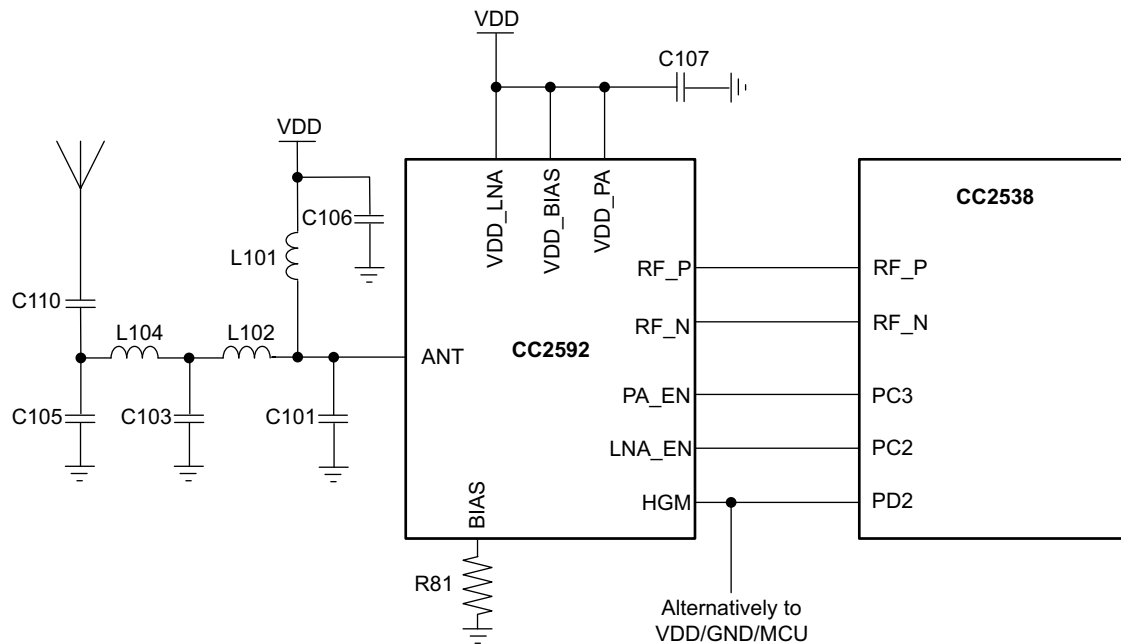 VDD
C107
VDD
VDD_LNA
VDD_BIAS
VDD_PA
CC2538
C106
L101
RF_P
RF_P
C110
L104
L102
RF_N
RF_N
ANT
CC2592
C105
C103
C101
PA_EN
PC3
LNA_EN
PC2
BIAS
HGM
PD2
R81
Alternatively to
VDD/GND/MCU